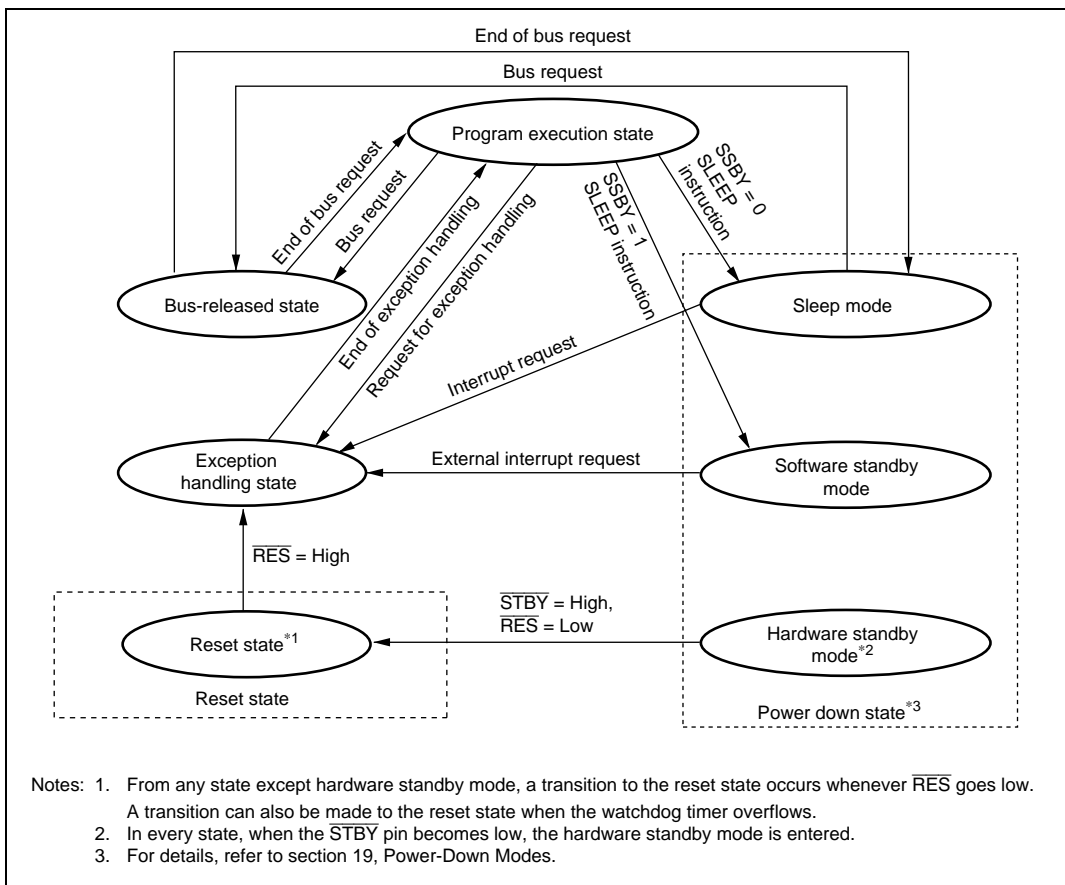 End of bus request
Bus request
Program execution state
End of bus request
Bus request
SSBY = 0
SLEEP
instruction
SSBY = 1
SLEEP instruction
End of exception handling
Request for exception handling
Bus-released state
Sleep mode
Interrupt request
Exception
handling state
External interrupt request
Software standby
mode
R̅E̅S̅ = High
S̅T̅B̅Y̅ = High,
R̅E̅S̅ = Low
Reset state*1
Hardware standby
mode*2
Reset state
Power down state*3
Notes: 1. From any state except hardware standby mode, a transition to the reset state occurs whenever R̅E̅S̅ goes low.
A transition can also be made to the reset state when the watchdog timer overflows.
2. In every state, when the S̅T̅B̅Y̅ pin becomes low, the hardware standby mode is entered.
3. For details, refer to section 19, Power-Down Modes.